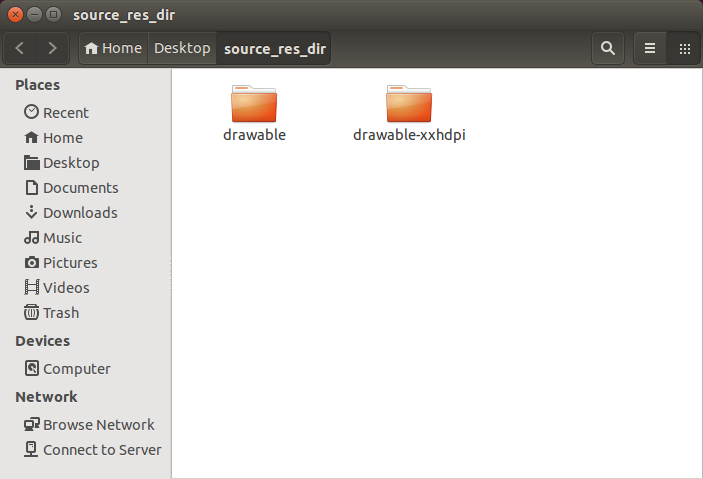 source_res_dir
Home Desktop source_res_dir
Places
Recent
Home
Desktop
Documents
Downloads
Music
Pictures
Videos
Trash
Devices
Computer
Network
Browse Network
Connect to Server
drawable drawable-xxhdpi